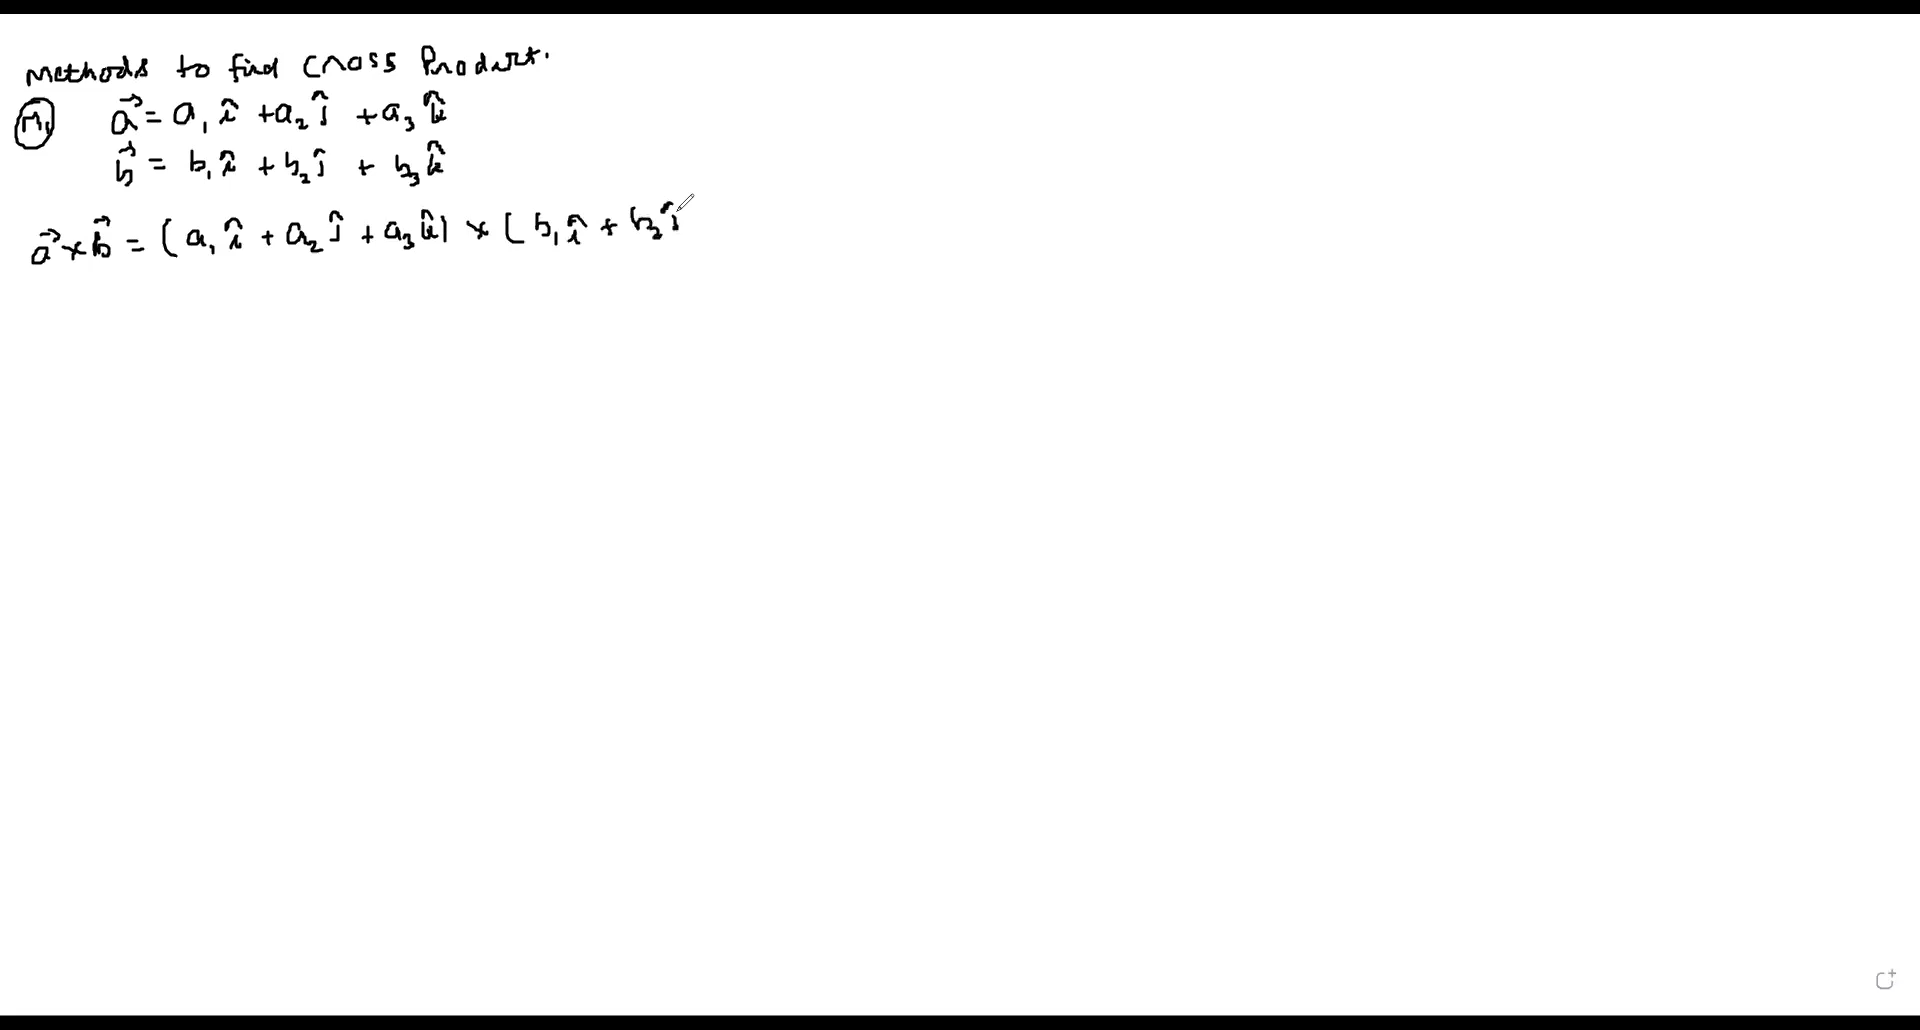 Methods to find Cross Product.
M₁ a⃗ = a₁ î + a₂ ĵ + a₃ k̂
b⃗ = b₁ î + b₂ ĵ + b₃ k̂
a⃗ × b⃗ = ( a₁ î + a₂ ĵ + a₃ k̂ ) × ( b₁ î + b₂ ĵ